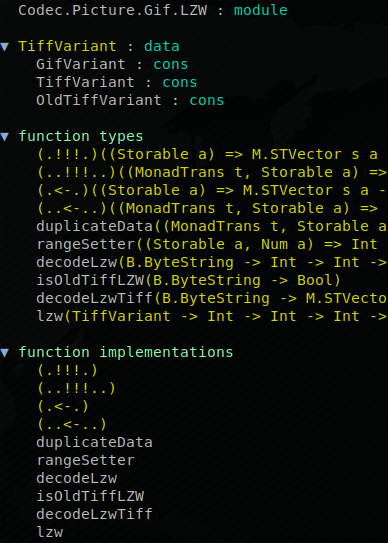 Codec.Picture.Gif.LZW : module
▼ TiffVariant : data
GifVariant : cons
TiffVariant : cons
OldTiffVariant : cons
▼ function types
(.!!!.)((Storable a) => M.STVector s a
(..!!!..)((MonadTrans t, Storable a) =>
(.<-.)((Storable a) => M.STVector s a -
(..<-..)((MonadTrans t, Storable a) =>
duplicateData((MonadTrans t, Storable a
rangeSetter((Storable a, Num a) => Int
decodeLzw(B.ByteString -> Int -> Int ->
isOldTiffLZW(B.ByteString -> Bool)
decodeLzwTiff(B.ByteString -> M.STVecto
lzw(TiffVariant -> Int -> Int -> Int ->
▼ function implementations
(.!!!.)
(..!!!..)
(.<-.)
(..<-..)
duplicateData
rangeSetter
decodeLzw
isOldTiffLZW
decodeLzwTiff
lzw